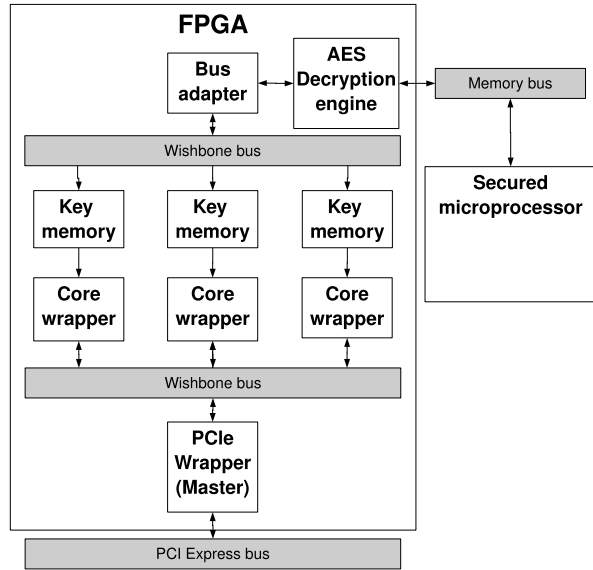 FPGA
Bus
adapter
AES
Decryption
engine
Memory bus
Wishbone bus
Secured
microprocessor
Key
memory
Key
memory
Key
memory
Core
wrapper
Core
wrapper
Core
wrapper
Wishbone bus
PCIe
Wrapper
(Master)
PCI Express bus